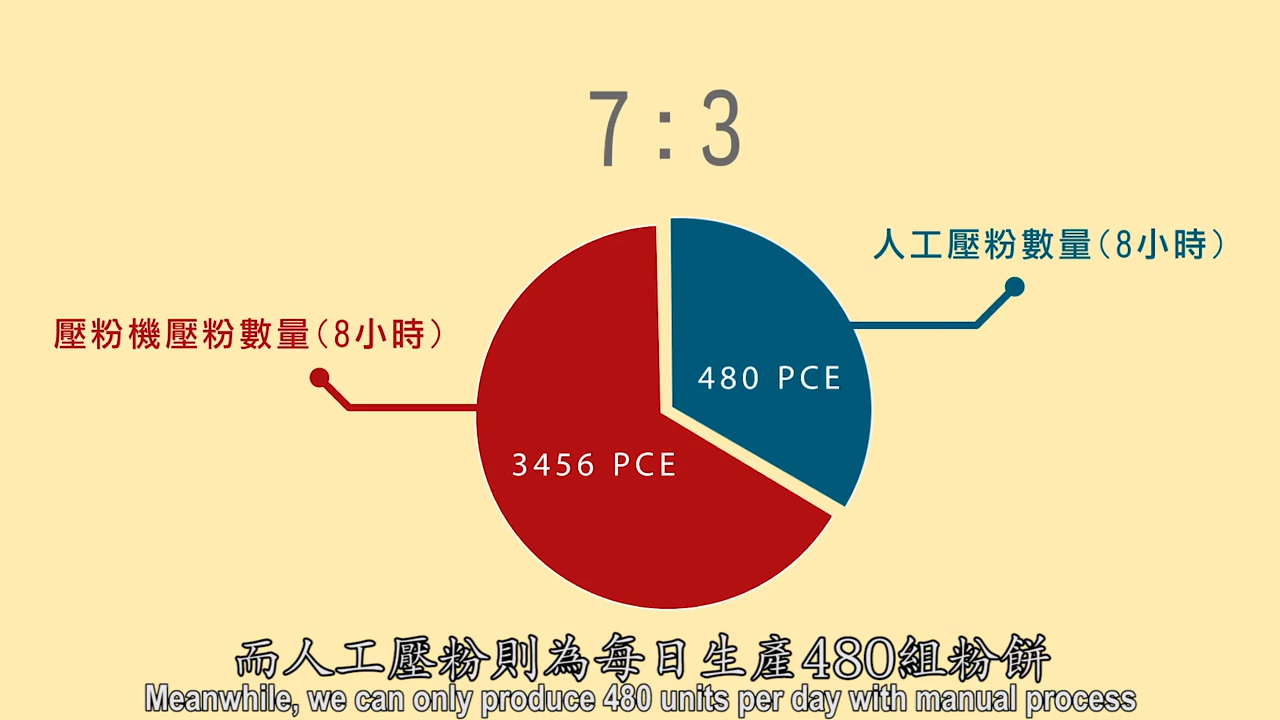 7:3
人工壓粉數量(8小時)
壓粉機壓粉數量(8小時)
480 PCE
3456 PCE
而人工壓粉則為每日生產480組粉餅
Meanwhile, we can only produce 480 units per day with manual process